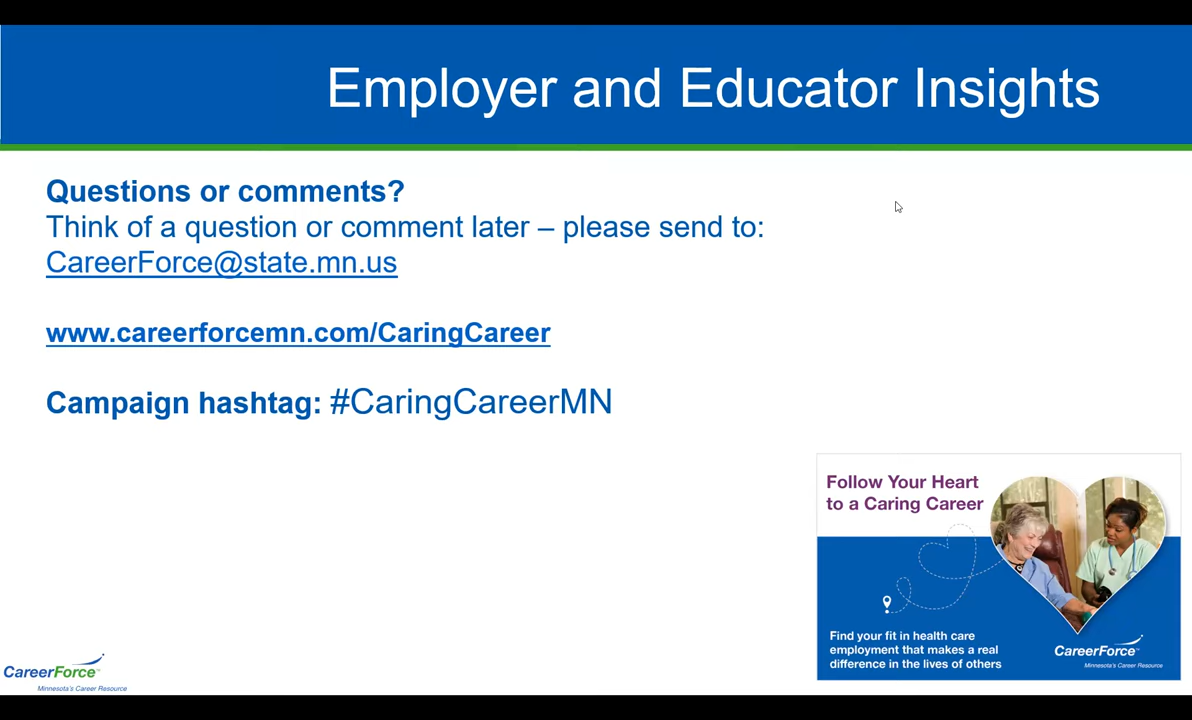 Employer and Educator Insights
Questions or comments?
Think of a question or comment later – please send to:
CareerForce@state.mn.us
www.careerforcemn.com/CaringCareer
Campaign hashtag: #CaringCareerMN
Follow Your Heart
to a Caring Career
Find your fit in health care
employment that makes a real
difference in the lives of others
CareerForce™
Minnesota's Career Resource
CareerForce™
Minnesota's Career Resource